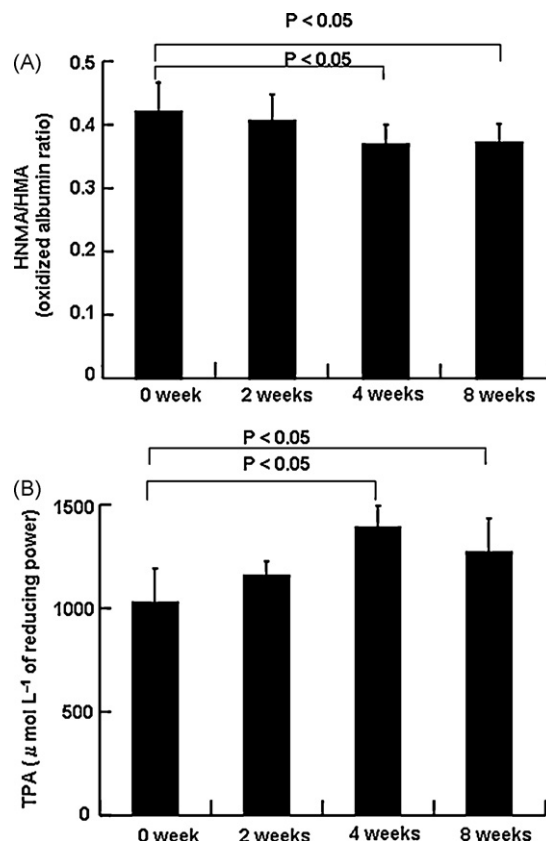 P < 0.05
P < 0.05
(A)
0.5
0.4
0.3
0.2
0.1
0
HNMA/HMA
(oxidized albumin ratio)
0 week 2 weeks 4 weeks 8 weeks
P < 0.05
P < 0.05
(B)
1500
1000
500
0
TPA ( μ mol L⁻¹ of reducing power)
0 week 2 weeks 4 weeks 8 weeks